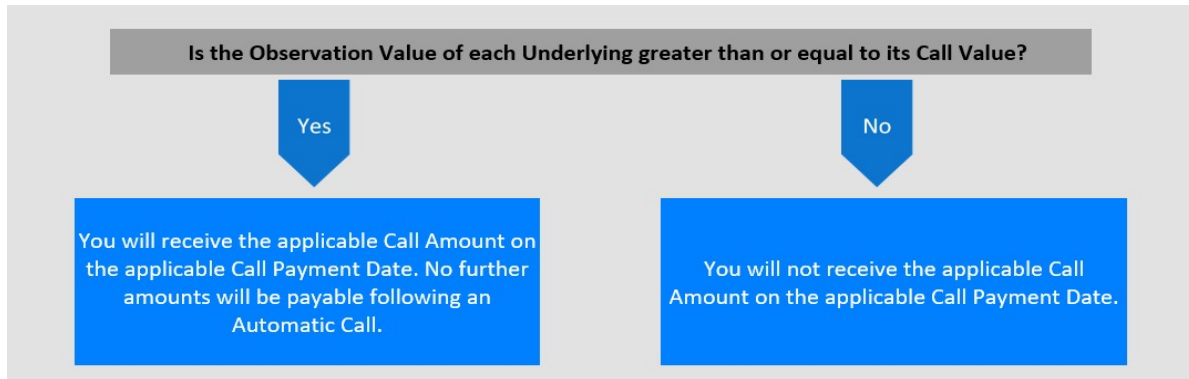 Is the Observation Value of each Underlying greater than or equal to its Call Value?
Yes
No
You will receive the applicable Call Amount on
the applicable Call Payment Date. No further
amounts will be payable following an
Automatic Call.
You will not receive the applicable Call
Amount on the applicable Call Payment Date.